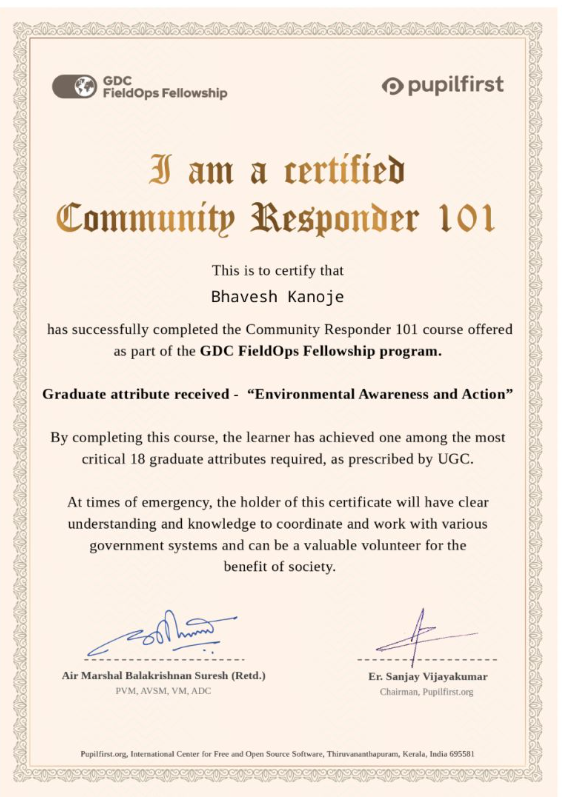 GDC
FieldOps Fellowship
pupilfirst
I am a certified
Community Responder 101
This is to certify that
Bhavesh Kanoje
has successfully completed the Community Responder 101 course offered
as part of the GDC FieldOps Fellowship program.
Graduate attribute received - “Environmental Awareness and Action”
By completing this course, the learner has achieved one among the most
critical 18 graduate attributes required, as prescribed by UGC.
At times of emergency, the holder of this certificate will have clear
understanding and knowledge to coordinate and work with various
government systems and can be a valuable volunteer for the
benefit of society.
Air Marshal Balakrishnan Suresh (Retd.)
PVM, AVSM, VM, ADC
Er. Sanjay Vijayakumar
Chairman, Pupilfirst.org
Pupilfirst.org, International Center for Free and Open Source Software, Thiruvananthapuram, Kerala, India 695581